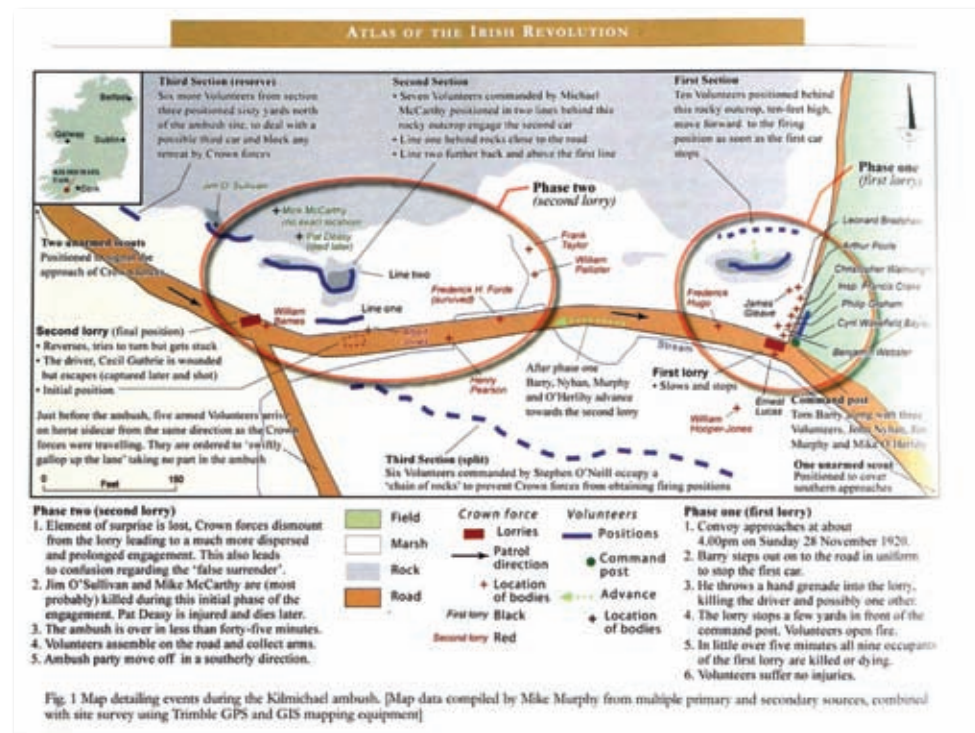 ATLAS OF THE IRISH REVOLUTION
Belfast
Galway
Dublin
Cork
Third Section (reserve)
Six more Volunteers from section
three positioned sixty yards north
of the ambush site, to deal with a
possible third car and block any
retreat by Crown forces
Second Section
• Seven Volunteers commanded by Michael
McCarthy positioned in two lines behind this
rocky outcrop engage the second car
• Line one behind rocks close to the road
• Line two further back and above the first line
First Section
Ten Volunteers positioned behind
this rocky outcrop, ten-feet high,
move forward to the firing
position as soon as the first car
stops
Phase one
(first lorry)
Phase two
(second lorry)
Jim O' Sullivan
Mick McCarthy
(no exact location)
Pat Deasy
(died later)
Two unarmed scouts
Positioned to signal the
approach of Crown forces
Line two
Line one
Frank
Taylor
William
Pallister
Frederick H. Forde
(survived)
William
Barnes
Albert
Jones
Henry
Pearson
Frederick
Hugo
James
Gleave
Leonard Bradshaw
Arthur Poole
Christopher
Insp. Francis Crake
Philip Graham
Cyril
Benjamin Webster
Second lorry (final position)
• Reverses, tries to turn but gets stuck
• The driver, Cecil Guthrie is wounded
but escapes (captured later and shot)
• Initial position
Stream
First lorry
• Slows and stops
Ernest
Lucas
William
Hooper-Jones
After phase one
Barry, Nyhan, Murphy
and O'Herlihy advance
towards the second lorry
Command post
Tom Barry along with three
Volunteers, John Nyhan, Jim
Murphy and Mike O'Herlihy
Just before the ambush, five armed Volunteers arrive
on horse sidecar from the same direction as the Crown
forces were travelling. They are ordered to 'swiftly
gallop up the lane' taking no part in the ambush
Third Section (split)
Six Volunteers commanded by Stephen O'Neill occupy a
'chain of rocks' to prevent Crown forces from obtaining firing positions
One unarmed scout
Positioned to cover
southern approaches
0 Feet 150
Phase two (second lorry)
1. Element of surprise is lost, Crown forces dismount
from the lorry leading to a much more dispersed
and prolonged engagement. This also leads
to confusion regarding the 'false surrender'.
2. Jim O'Sullivan and Mike McCarthy are (most
probably) killed during this initial phase of the
engagement. Pat Deasy is injured and dies later.
3. The ambush is over in less than forty-five minutes.
4. Volunteers assemble on the road and collect arms.
5. Ambush party move off in a southerly direction.
Field
Marsh
Rock
Road
Crown force
Lorries
Patrol
direction
Location
of bodies
First lorry Black
Second lorry Red
Volunteers
Positions
Command
post
Advance
Location
of bodies
Phase one (first lorry)
1. Convoy approaches at about
4.00pm on Sunday 28 November 1920.
2. Barry steps out on to the road in uniform
to stop the first car.
3. He throws a hand grenade into the lorry,
killing the driver and possibly one other.
4. The lorry stops a few yards in front of the
command post. Volunteers open fire.
5. In little over five minutes all nine occupants
of the first lorry are killed or dying.
6. Volunteers suffer no injuries.
Fig. 1 Map detailing events during the Kilmichael ambush. [Map data compiled by Mike Murphy from multiple primary and secondary sources, combined
with site survey using Trimble GPS and GIS mapping equipment]